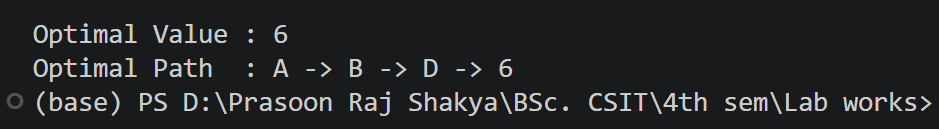 Optimal Value : 6
Optimal Path  : A -> B -> D -> 6
(base) PS D:\Prasoon Raj Shakya\BSc. CSIT\4th sem\Lab works>